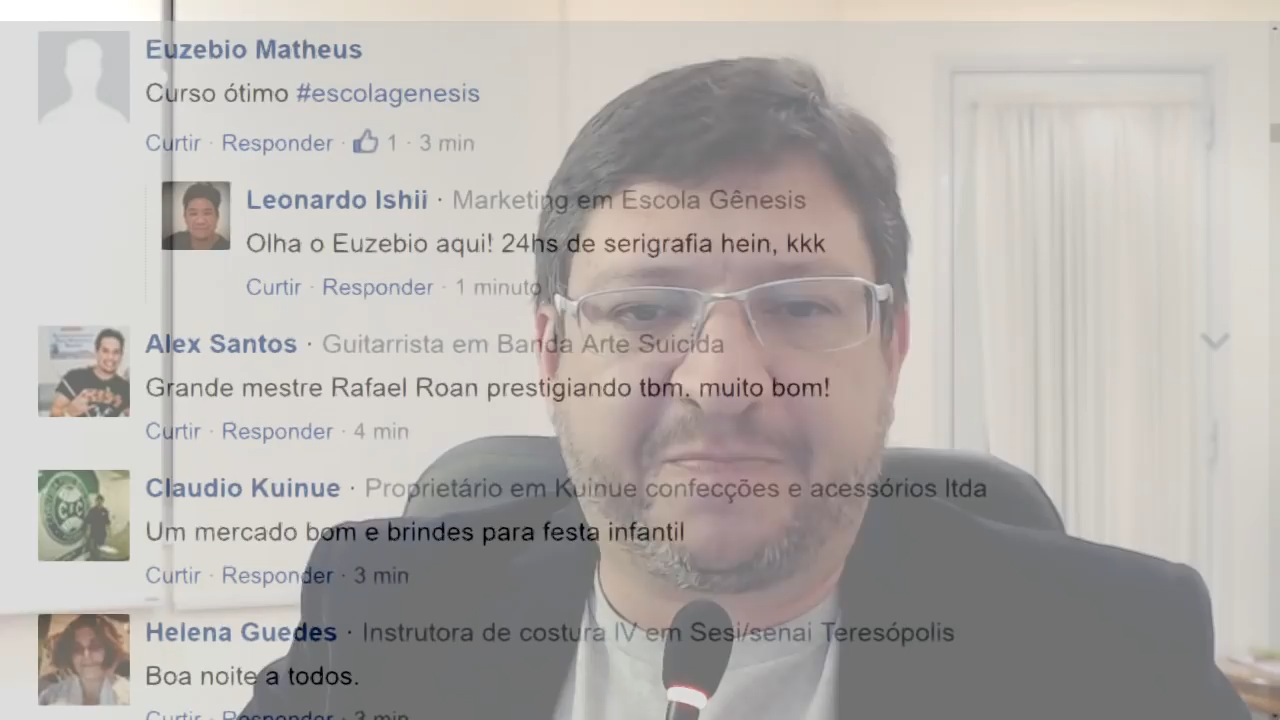 Euzebio Matheus
Curso ótimo #escolagenesis
Curtir · Responder · 1 · 3 min
Leonardo Ishii · Marketing em Escola Gênesis
Olha o Euzebio aqui! 24hs de serigrafia hein, kkk
Curtir · Responder · 1 minuto
Alex Santos · Guitarrista em Banda Arte Suicida
Grande mestre Rafael Roan prestigiando tbm. muito bom!
Curtir · Responder · 4 min
Claudio Kuinue · Proprietário em Kuinue confecções e acessórios ltda
Um mercado bom e brindes para festa infantil
Curtir · Responder · 3 min
Helena Guedes · Instrutora de costura IV em Sesi/senai Teresópolis
Boa noite a todos.
Curtir · Responder · 3 min